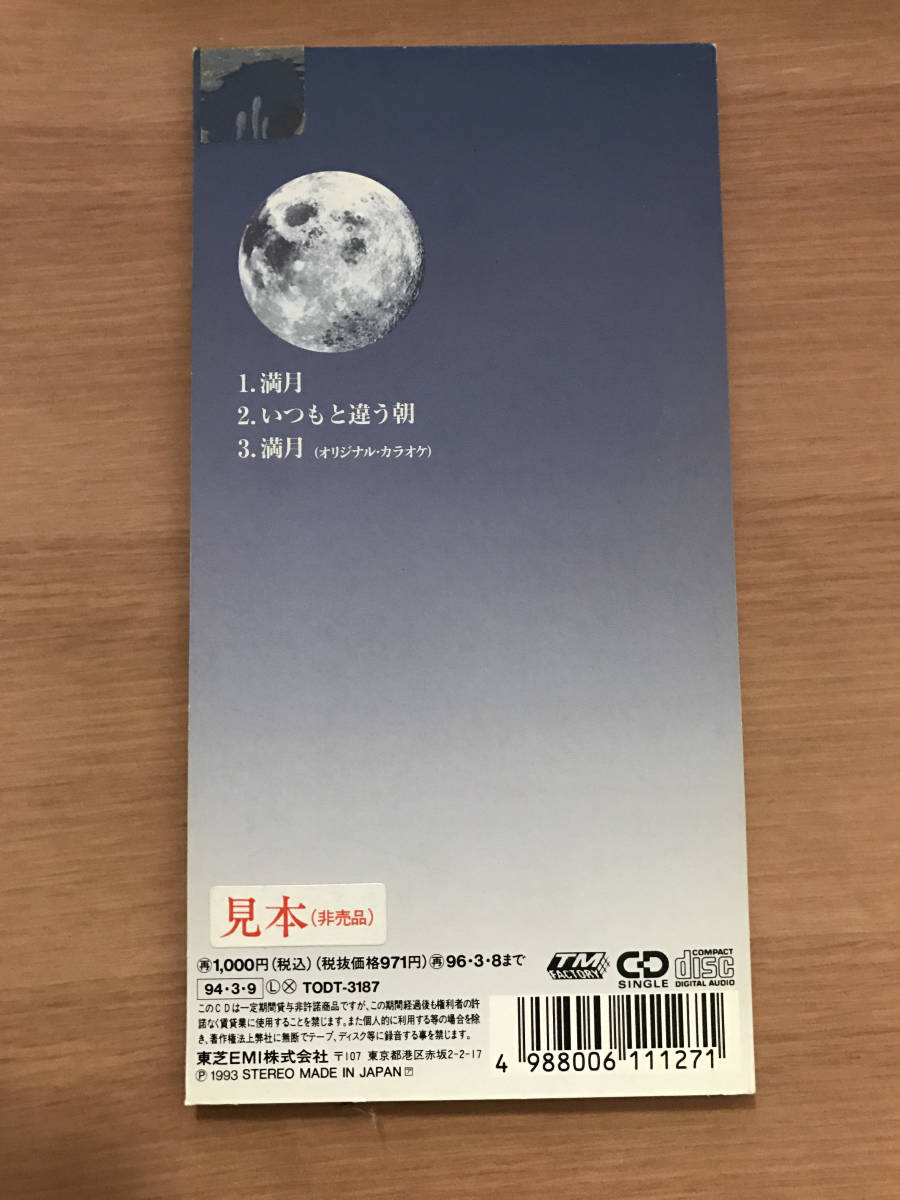 1.満月
2.いつもと違う朝
3.満月 (オリジナル・カラオケ)
見本(非売品)
再1,000円(税込)(税抜価格971円)再96・3・8まで
94・3・9 Ⓛ Ⓧ TODT-3187
このCDは一定期間貸与非許諾商品ですが、この期間経過後も権利者の許
諾なく賃貸業に使用することを禁じます。また個人的に利用する等の場合を除
き、著作権法上弊社に無断でテープ、ディスク等に録音する事を禁じます。
東芝EMI株式会社 〒107 東京都港区赤坂2-2-17
Ⓟ 1993 STEREO MADE IN JAPAN ア
TM FACTORY
CD SINGLE
COMPACT disc DIGITAL AUDIO
4 988006 111271